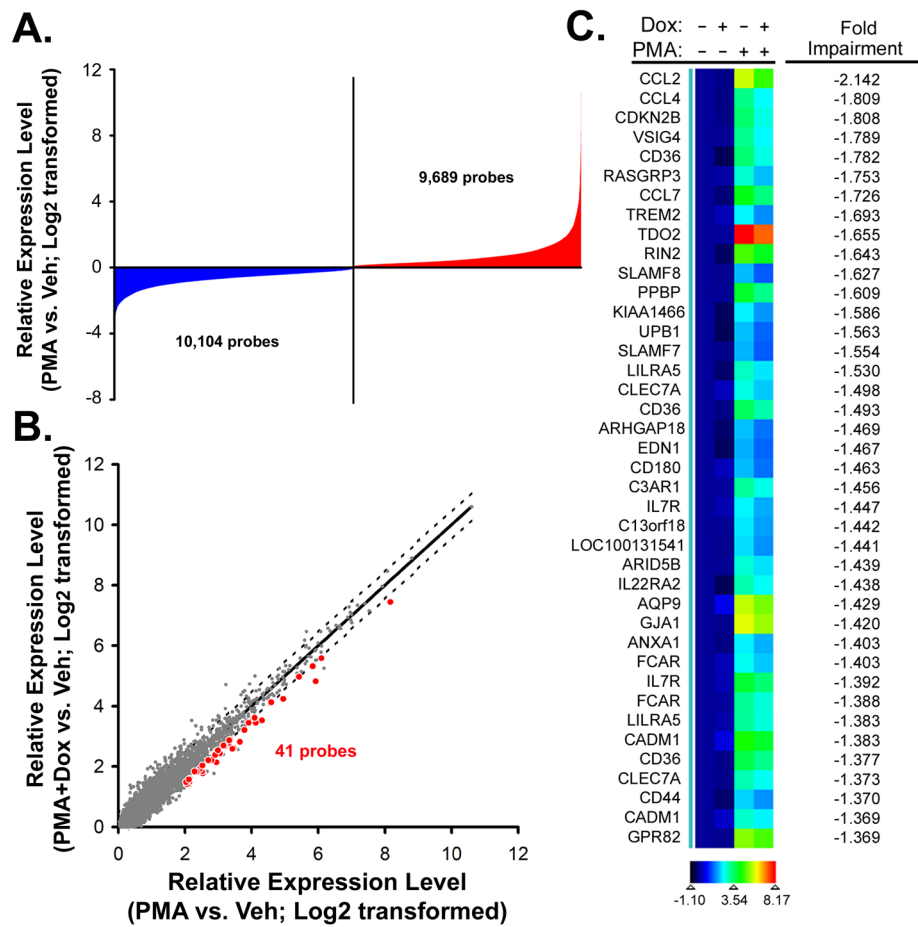 A.
Relative Expression Level
(PMA vs. Veh; Log2 transformed)
12
8
4
0
-4
-8
9,689 probes
10,104 probes
B.
Relative Expression Level
(PMA+Dox vs. Veh; Log2 transformed)
12
10
8
6
4
2
0
41 probes
0 2 4 6 8 10 12
Relative Expression Level
(PMA vs. Veh; Log2 transformed)
C.
Dox: – + – +
PMA: – – + +
Fold
Impairment
CCL2 -2.142
CCL4 -1.809
CDKN2B -1.808
VSIG4 -1.789
CD36 -1.782
RASGRP3 -1.753
CCL7 -1.726
TREM2 -1.693
TDO2 -1.655
RIN2 -1.643
SLAMF8 -1.627
PPBP -1.609
KIAA1466 -1.586
UPB1 -1.563
SLAMF7 -1.554
LILRA5 -1.530
CLEC7A -1.498
CD36 -1.493
ARHGAP18 -1.469
EDN1 -1.467
CD180 -1.463
C3AR1 -1.456
IL7R -1.447
C13orf18 -1.442
LOC100131541 -1.441
ARID5B -1.439
IL22RA2 -1.438
AQP9 -1.429
GJA1 -1.420
ANXA1 -1.403
FCAR -1.403
IL7R -1.392
FCAR -1.388
LILRA5 -1.383
CADM1 -1.383
CD36 -1.377
CLEC7A -1.373
CD44 -1.370
CADM1 -1.369
GPR82 -1.369
-1.10 3.54 8.17